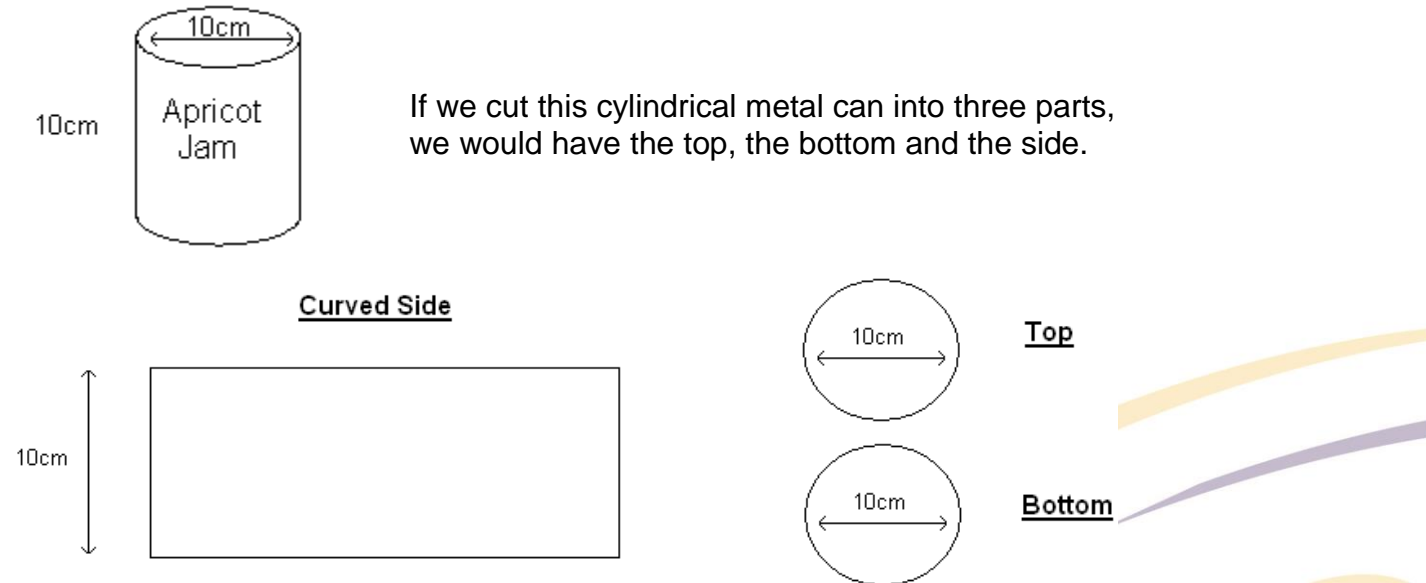 10cm
10cm
Apricot
Jam
If we cut this cylindrical metal can into three parts,
we would have the top, the bottom and the side.
Curved Side
10cm
10cm
Top
10cm
Bottom